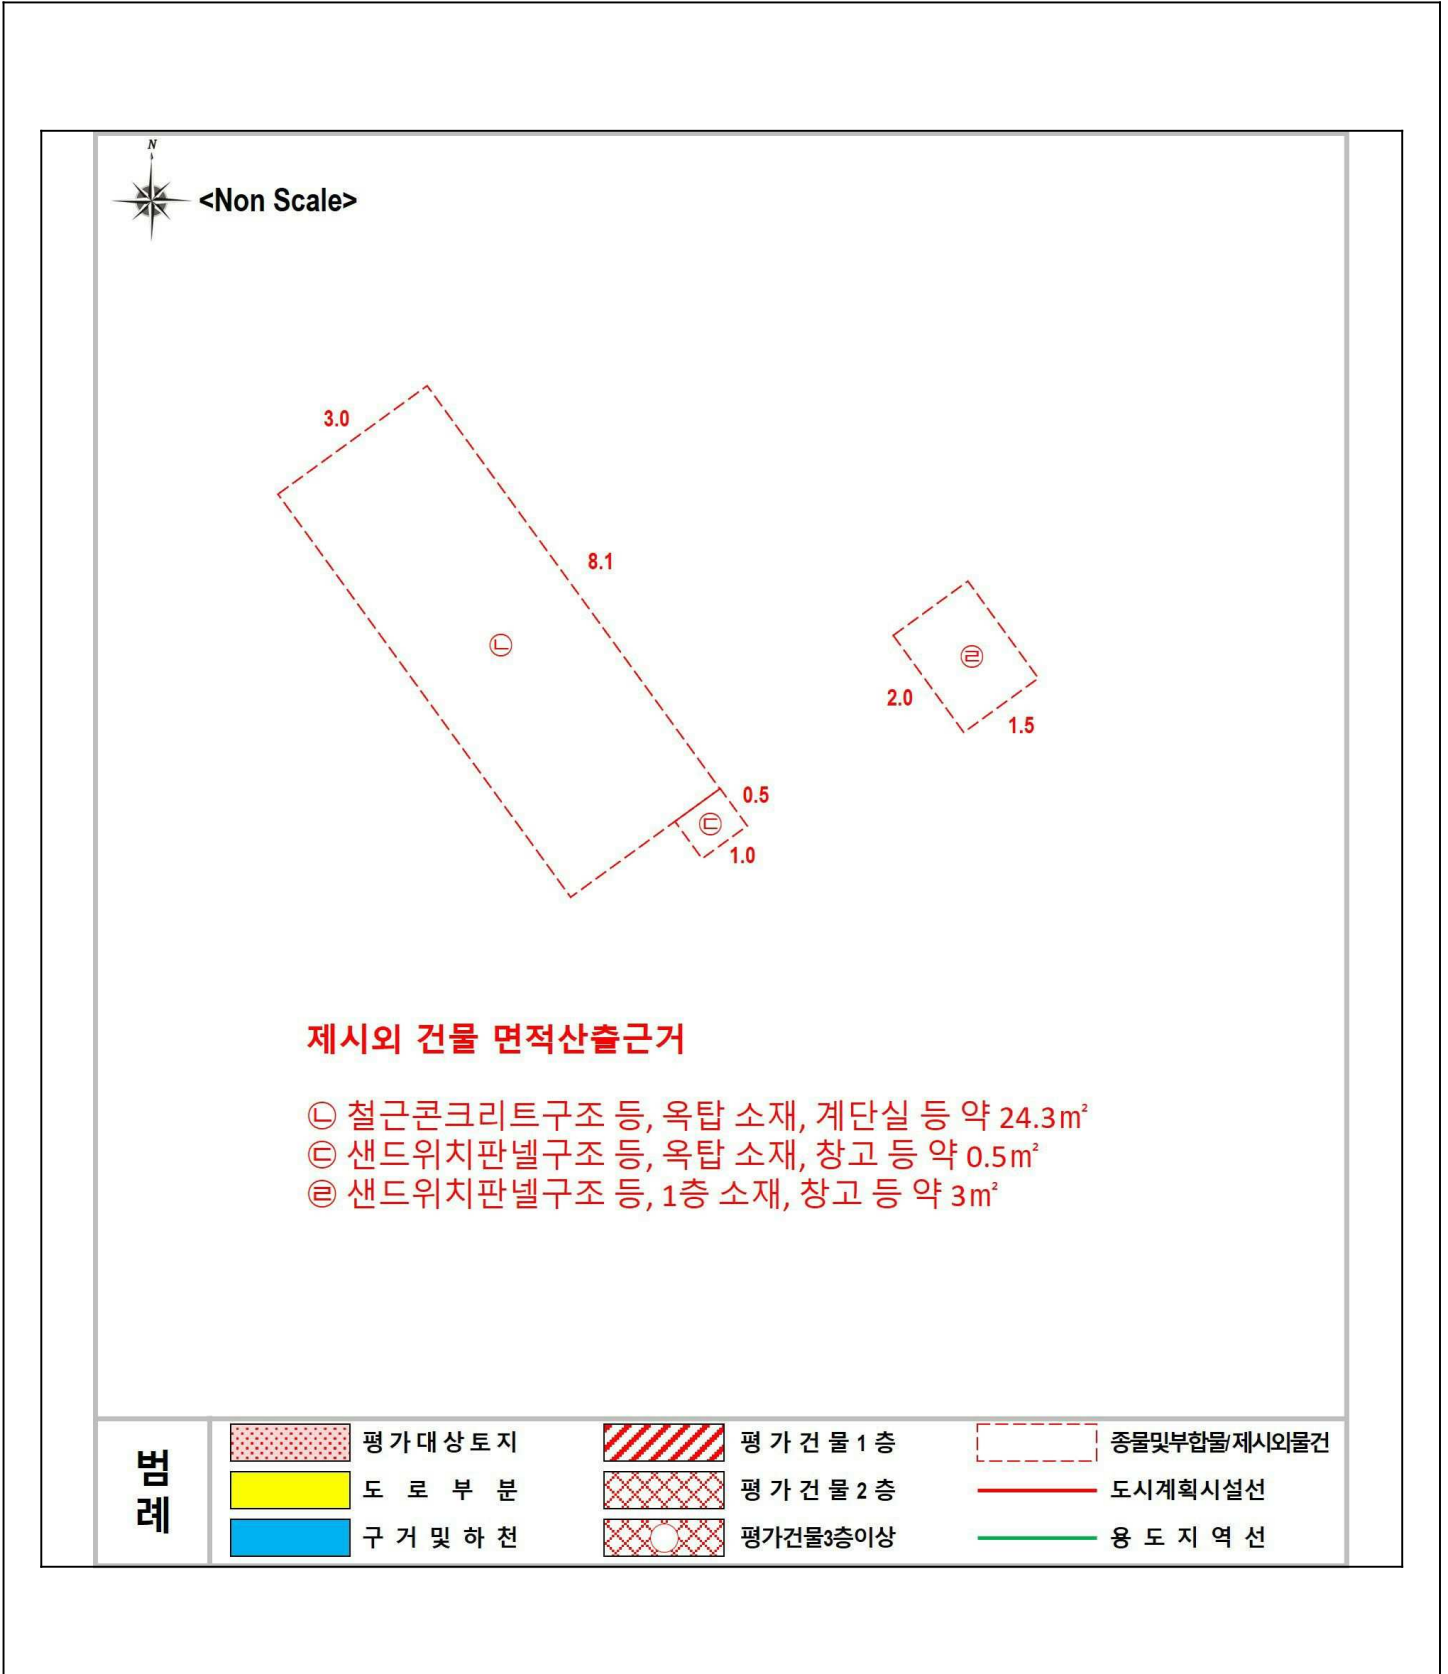 N
<Non Scale>
3.0
8.1
㉡
㉣
2.0
1.5
0.5
㉢
1.0
제시외 건물 면적산출근거
㉡ 철근콘크리트구조 등, 옥탑 소재, 계단실 등 약 24.3㎡
㉢ 샌드위치판넬구조 등, 옥탑 소재, 창고 등 약 0.5㎡
㉣ 샌드위치판넬구조 등, 1층 소재, 창고 등 약 3㎡
범례
평가대상토지
평가건물1층
종물및부합물/제시외물건
도로부분
평가건물2층
도시계획시설선
구거및하천
평가건물3층이상
용도지역선